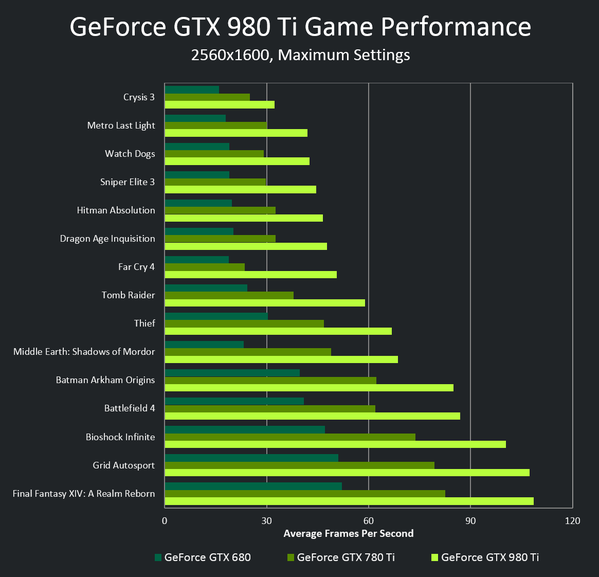 GeForce GTX 980 Ti Game Performance
2560x1600, Maximum Settings
Crysis 3
Metro Last Light
Watch Dogs
Sniper Elite 3
Hitman Absolution
Dragon Age Inquisition
Far Cry 4
Tomb Raider
Thief
Middle Earth: Shadows of Mordor
Batman Arkham Origins
Battlefield 4
Bioshock Infinite
Grid Autosport
Final Fantasy XIV: A Realm Reborn
0 30 60 90 120
Average Frames Per Second
GeForce GTX 680 GeForce GTX 780 Ti GeForce GTX 980 Ti